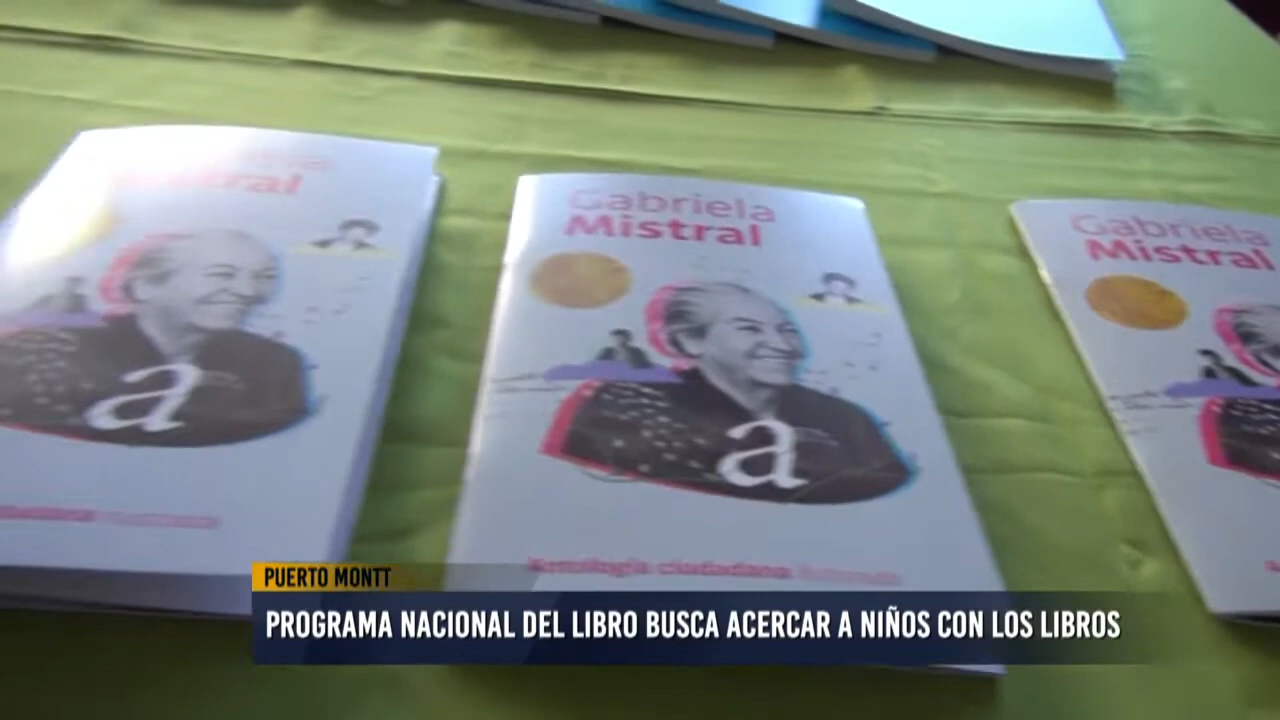 Mistral
Gabriela
Mistral
Gabriela
Mistral
a
a
Antología ciudadana
PUERTO MONTT
PROGRAMA NACIONAL DEL LIBRO BUSCA ACERCAR A NIÑOS CON LOS LIBROS